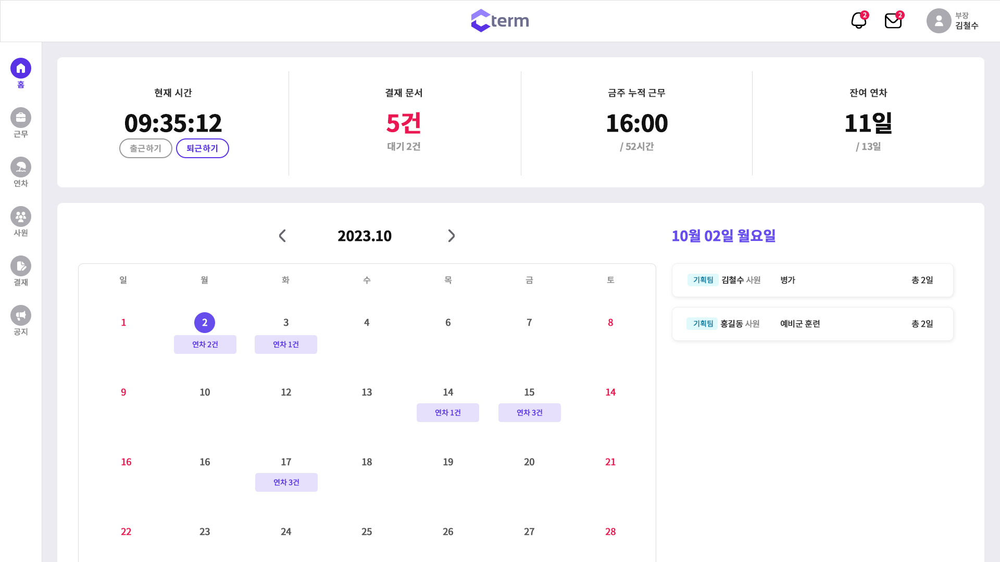 term
2
2
부장
김철수
홈
근무
연차
사원
결재
공지
현재 시간
09:35:12
출근하기
퇴근하기
결재 문서
5건
대기 2건
금주 누적 근무
16:00
/ 52시간
잔여 연차
11일
/ 13일
2023.10
일 월 화 수 목 금 토
1 2 3 4 6 7 8
연차 2건 연차 1건
9 10 12 13 14 15 14
연차 1건 연차 3건
16 16 17 18 19 20 21
연차 3건
22 23 24 25 26 27 28
10월 02일 월요일
기획팀 김철수 사원 병가 총 2일
기획팀 홍길동 사원 예비군 훈련 총 2일